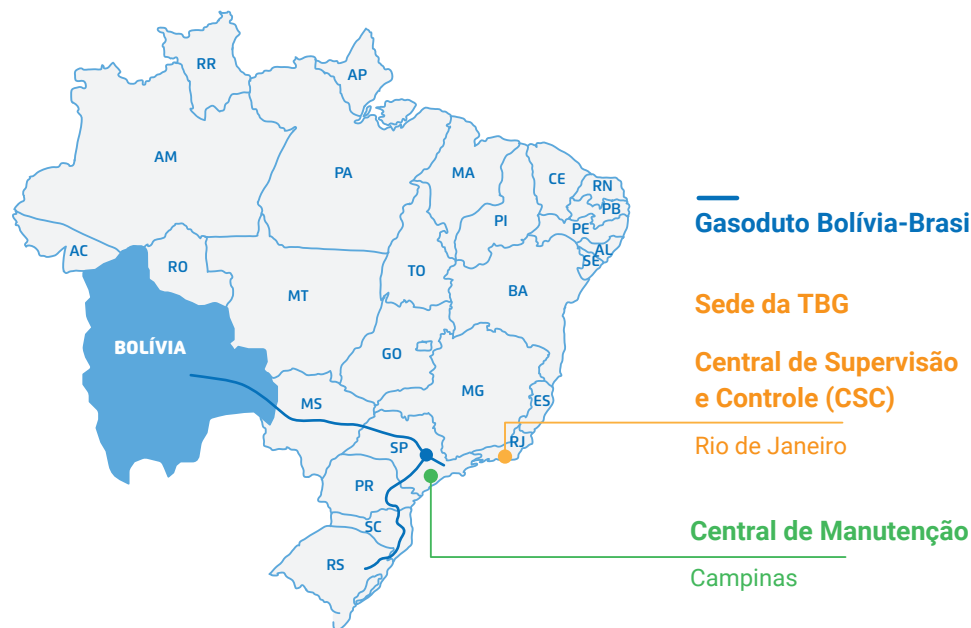 RR
AP
AM
PA
MA
CE
RN
PB
PI
PE
AL
SE
AC
RO
TO
BA
MT
BOLÍVIA
GO
MG
ES
MS
SP
RJ
PR
SC
RS
Gasoduto Bolívia-Brasi
Sede da TBG
Central de Supervisão
e Controle (CSC)
Rio de Janeiro
Central de Manutenção
Campinas